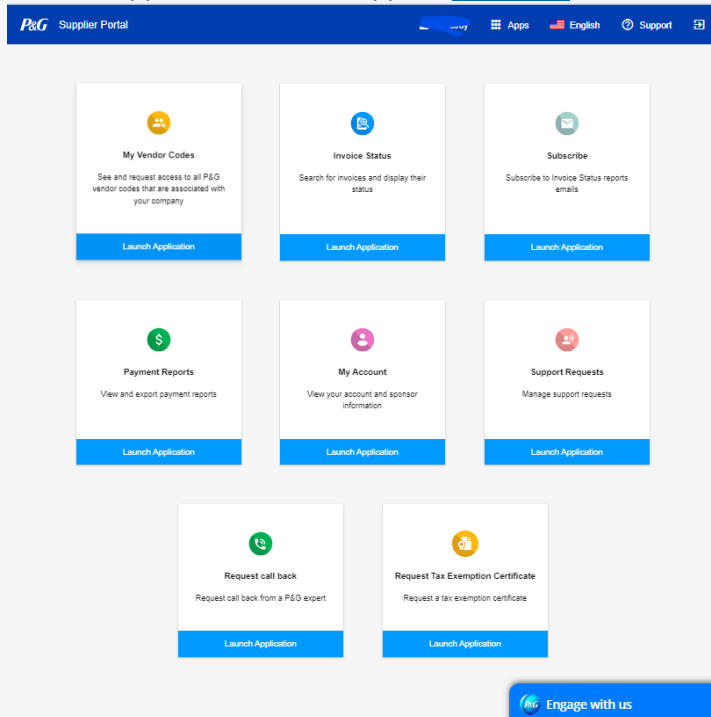 P&G Supplier Portal Apps English Support
My Vendor Codes
See and request access to all P&G
vendor codes that are associated with
your company
Launch Application
Invoice Status
Search for invoices and display their
status
Launch Application
Subscribe
Subscribe to Invoice Status reports
emails
Launch Application
Payment Reports
View and export payment reports
Launch Application
My Account
View your account and sponsor
information
Launch Application
Support Requests
Manage support requests
Launch Application
Request call back
Request call back from a P&G expert
Launch Application
Request Tax Exemption Certificate
Request a tax exemption certificate
Launch Application
P&G Engage with us